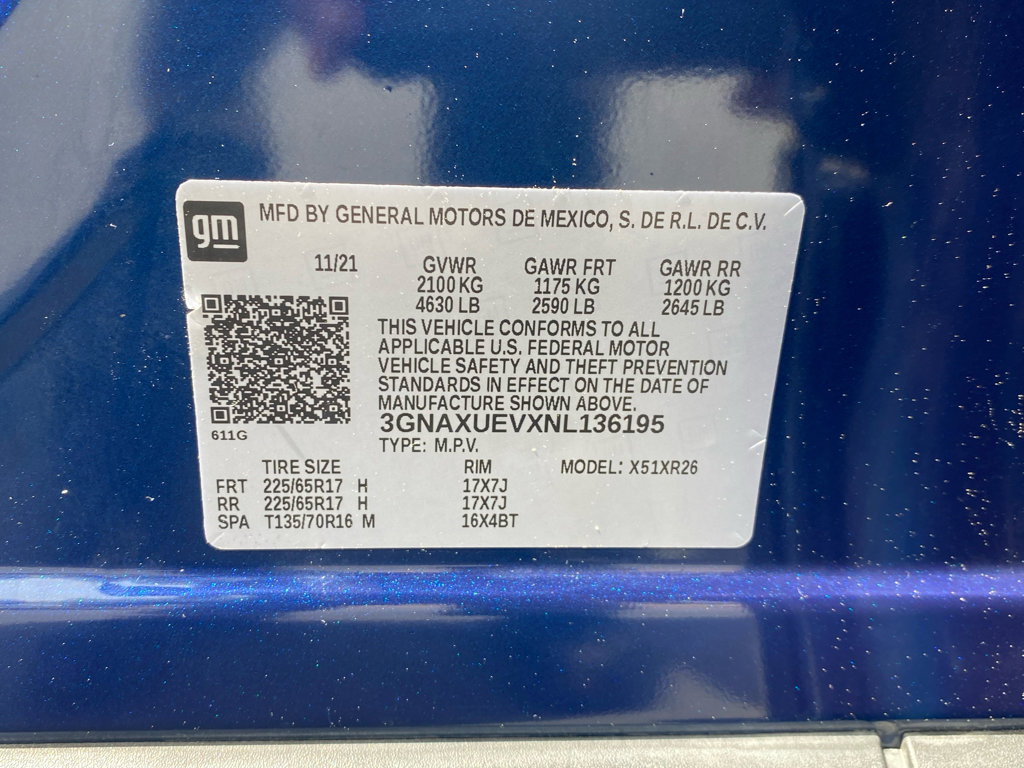 gm
MFD BY GENERAL MOTORS DE MEXICO, S. DE R.L. DE C.V.
11/21 GVWR GAWR FRT GAWR RR
2100 KG 1175 KG 1200 KG
4630 LB 2590 LB 2645 LB
THIS VEHICLE CONFORMS TO ALL
APPLICABLE U.S. FEDERAL MOTOR
VEHICLE SAFETY AND THEFT PREVENTION
STANDARDS IN EFFECT ON THE DATE OF
MANUFACTURE SHOWN ABOVE.
3GNAXUEVXNL136195
611G
TYPE: M.P.V.
TIRE SIZE RIM MODEL: X51XR26
FRT 225/65R17 H 17X7J
RR 225/65R17 H 17X7J
SPA T135/70R16 M 16X4BT